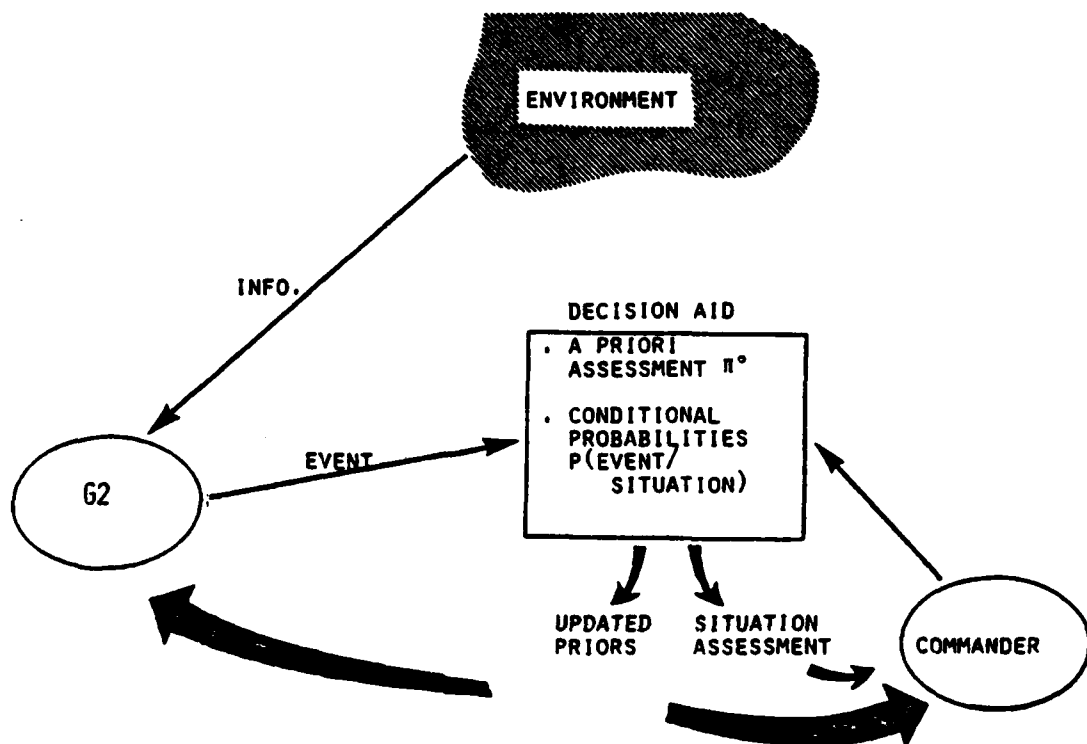 ENVIRONMENT
INFO.
DECISION AID
. A PRIORI
ASSESSMENT π°
. CONDITIONAL
PROBABILITIES
P(EVENT/
SITUATION)
EVENT
G2
UPDATED
PRIORS
SITUATION
ASSESSMENT
COMMANDER